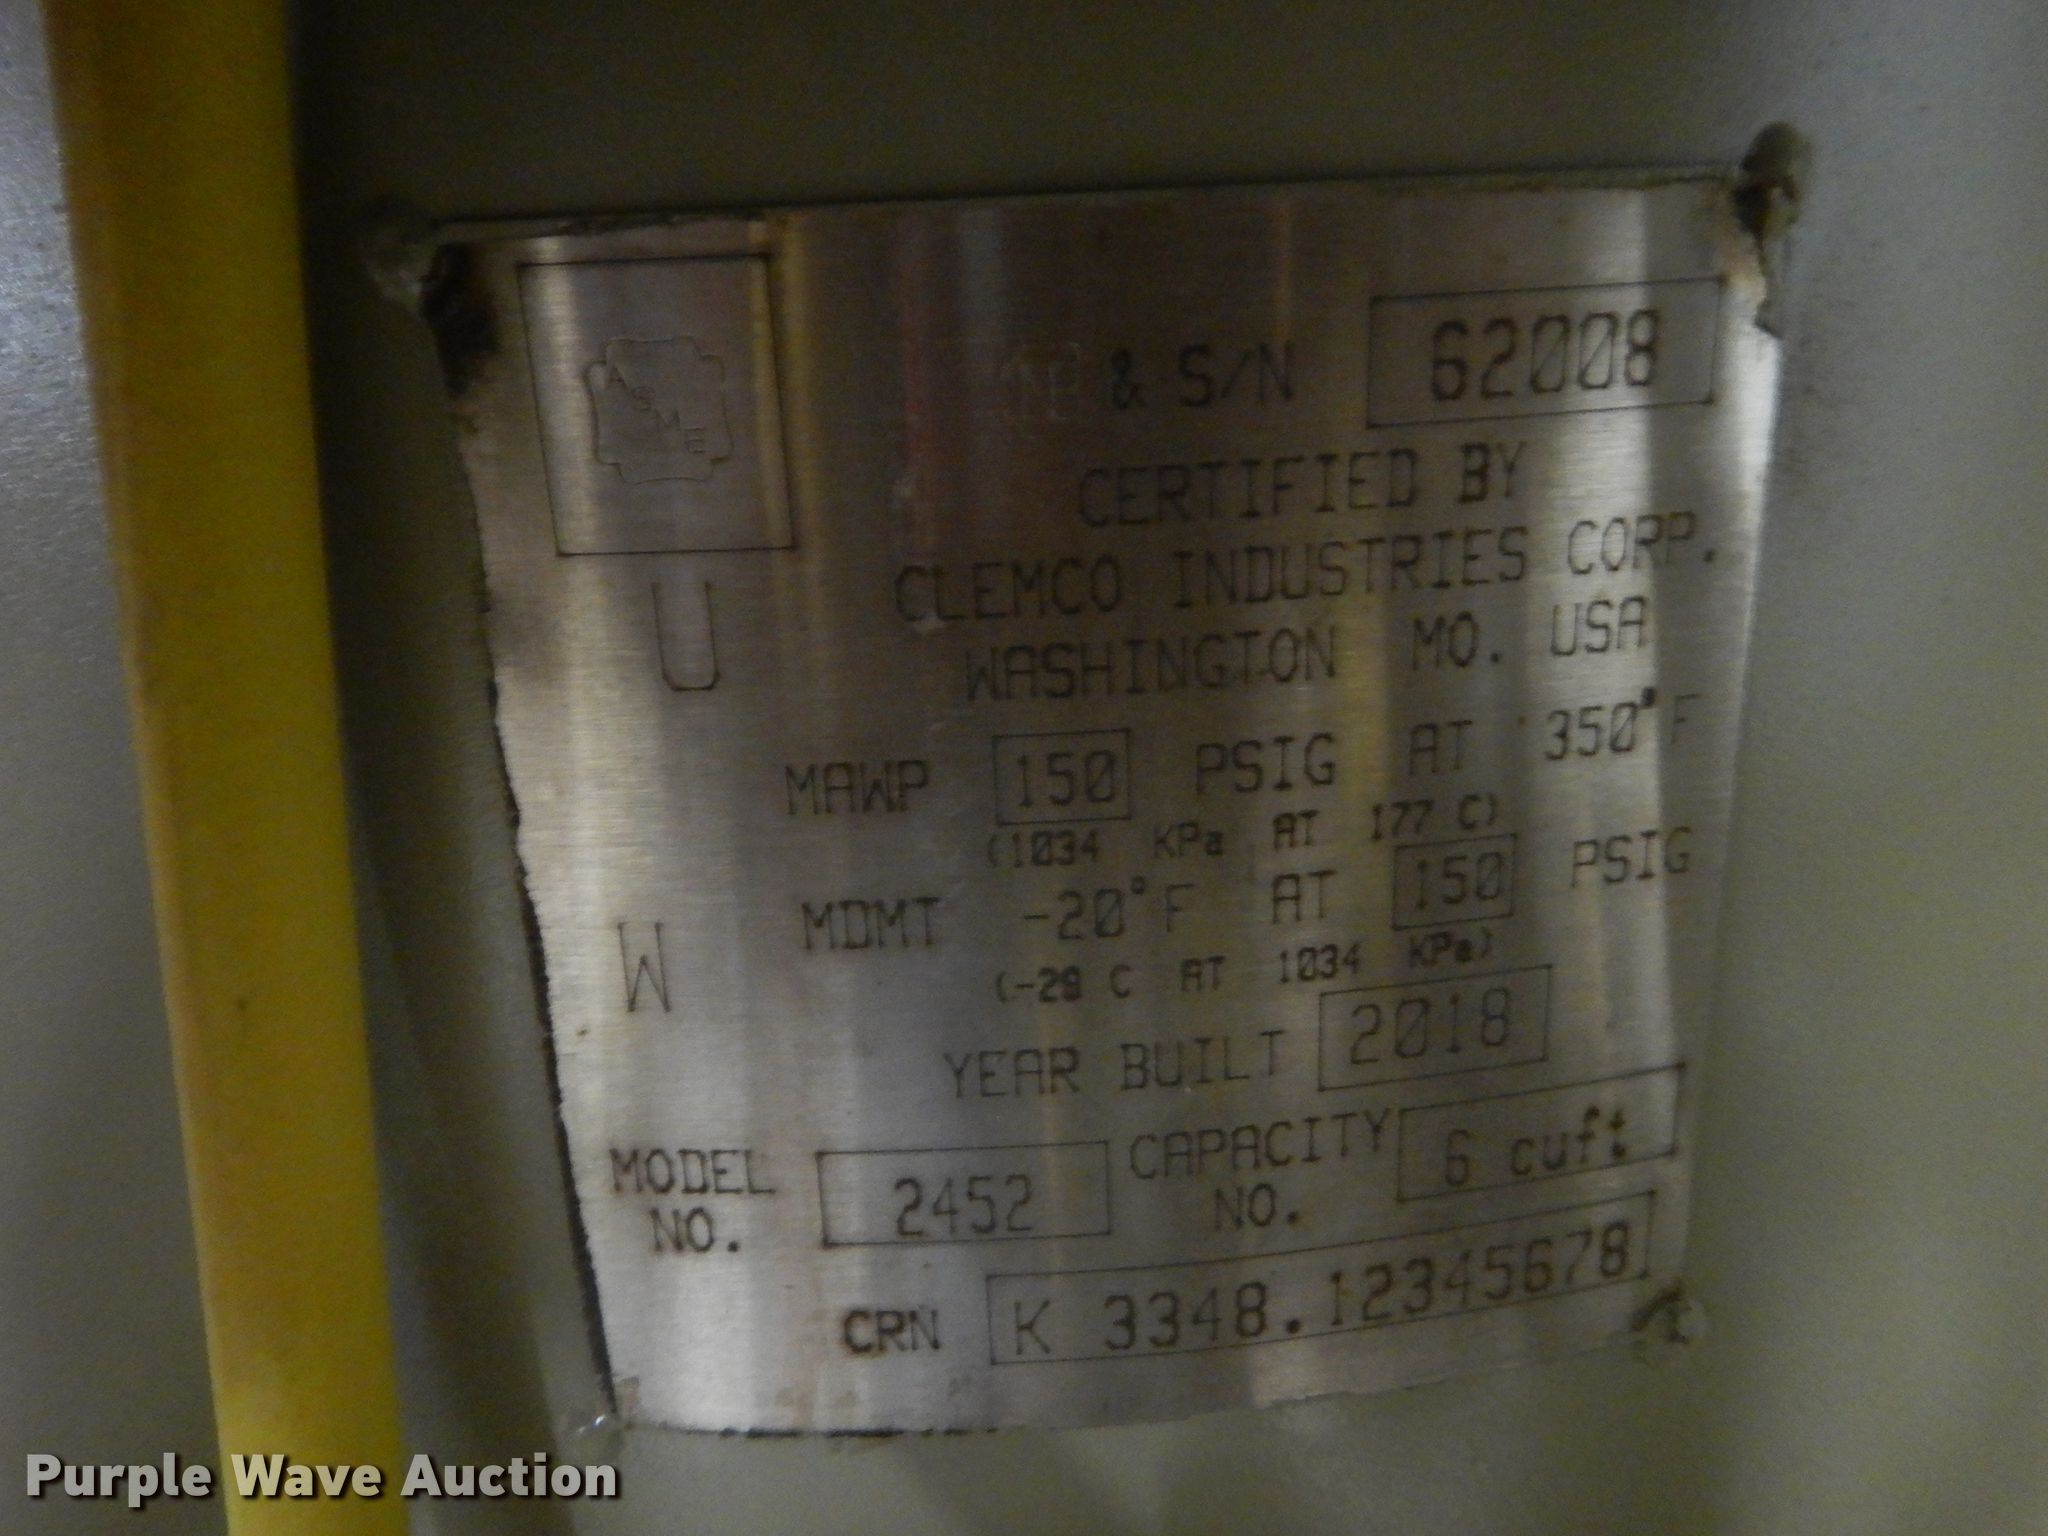 ASME
NB & S/N 62008
CERTIFIED BY
CLEMCO INDUSTRIES CORP.
WASHINGTON MO. USA
U
MAWP 150 PSIG AT 350°F
(1034 KPa AT 177 C)
MDMT -20°F AT 150 PSIG
W
(-29 C AT 1034 KPa)
YEAR BUILT 2018
MODEL NO. 2452 CAPACITY NO. 6 cuft
CRN K 3348.12345678
Purple Wave Auction